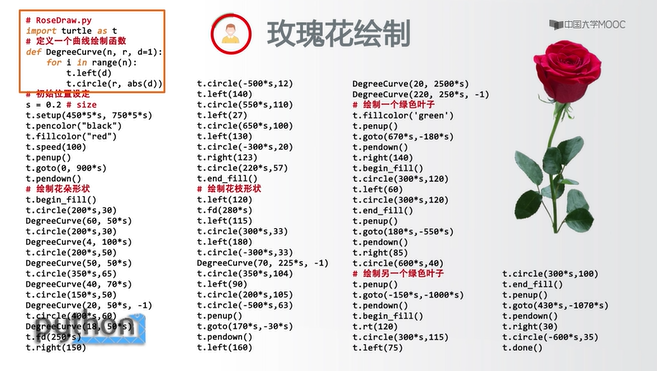 玫瑰花绘制
中国大学MOOC
# RoseDraw.py
import turtle as t
# 定义一个曲线绘制函数
def DegreeCurve(n, r, d=1):
    for i in range(n):
        t.left(d)
        t.circle(r, abs(d))
# 初始位置设定
s = 0.2 # size
t.setup(450*5*s, 750*5*s)
t.pencolor("black")
t.fillcolor("red")
t.speed(100)
t.penup()
t.goto(0, 900*s)
t.pendown()
# 绘制花朵形状
t.begin_fill()
t.circle(200*s,30)
DegreeCurve(60, 50*s)
t.circle(200*s,30)
DegreeCurve(4, 100*s)
t.circle(200*s,50)
DegreeCurve(50, 50*s)
t.circle(350*s,65)
DegreeCurve(40, 70*s)
t.circle(150*s,50)
DegreeCurve(20, 50*s, -1)
t.circle(400*s,60)
DegreeCurve(18, 50*s)
t.fd(250*s)
t.right(150)
python
t.circle(-500*s,12)
t.left(140)
t.circle(550*s,110)
t.left(27)
t.circle(650*s,100)
t.left(130)
t.circle(-300*s,20)
t.right(123)
t.circle(220*s,57)
t.end_fill()
# 绘制花枝形状
t.left(120)
t.fd(280*s)
t.left(115)
t.circle(300*s,33)
t.left(180)
t.circle(-300*s,33)
DegreeCurve(70, 225*s, -1)
t.circle(350*s,104)
t.left(90)
t.circle(200*s,105)
t.circle(-500*s,63)
t.penup()
t.goto(170*s,-30*s)
t.pendown()
t.left(160)
DegreeCurve(20, 2500*s)
DegreeCurve(220, 250*s, -1)
# 绘制一个绿色叶子
t.fillcolor('green')
t.penup()
t.goto(670*s,-180*s)
t.pendown()
t.right(140)
t.begin_fill()
t.circle(300*s,120)
t.left(60)
t.circle(300*s,120)
t.end_fill()
t.penup()
t.goto(180*s,-550*s)
t.pendown()
t.right(85)
t.circle(600*s,40)
# 绘制另一个绿色叶子
t.penup()
t.goto(-150*s,-1000*s)
t.pendown()
t.begin_fill()
t.rt(120)
t.circle(300*s,115)
t.left(75)
t.circle(300*s,100)
t.end_fill()
t.penup()
t.goto(430*s,-1070*s)
t.pendown()
t.right(30)
t.circle(-600*s,35)
t.done()